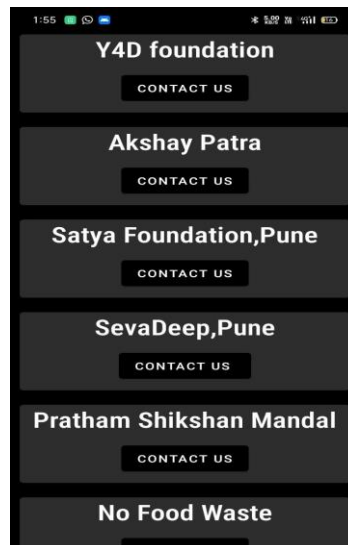 1:55
Y4D foundation
CONTACT US
Akshay Patra
CONTACT US
Satya Foundation,Pune
CONTACT US
SevaDeep,Pune
CONTACT US
Pratham Shikshan Mandal
CONTACT US
No Food Waste